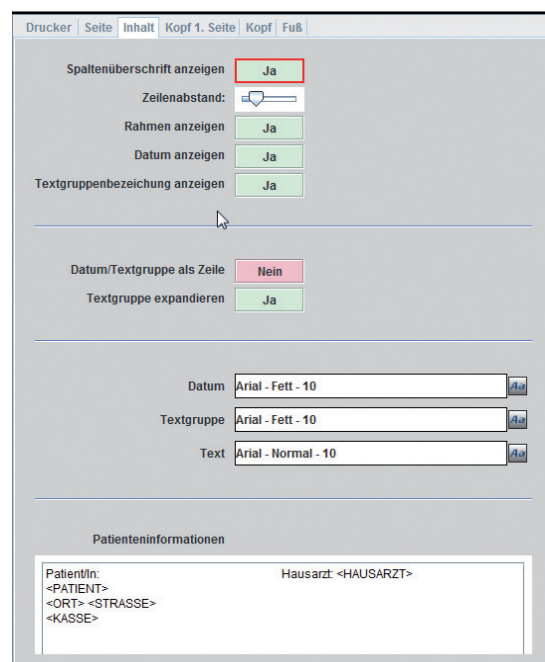 Drucker Seite Inhalt Kopf 1. Seite Kopf Fuß
Spaltenüberschrift anzeigen Ja
Zeilenabstand:
Rahmen anzeigen Ja
Datum anzeigen Ja
Textgruppenbezeichung anzeigen Ja
Datum/Textgruppe als Zeile Nein
Textgruppe expandieren Ja
Datum Arial - Fett - 10 Aa
Textgruppe Arial - Fett - 10 Aa
Text Arial - Normal - 10 Aa
Patienteninformationen
Patient/In: Hausarzt: <HAUSARZT>
<PATIENT>
<ORT> <STRASSE>
<KASSE>